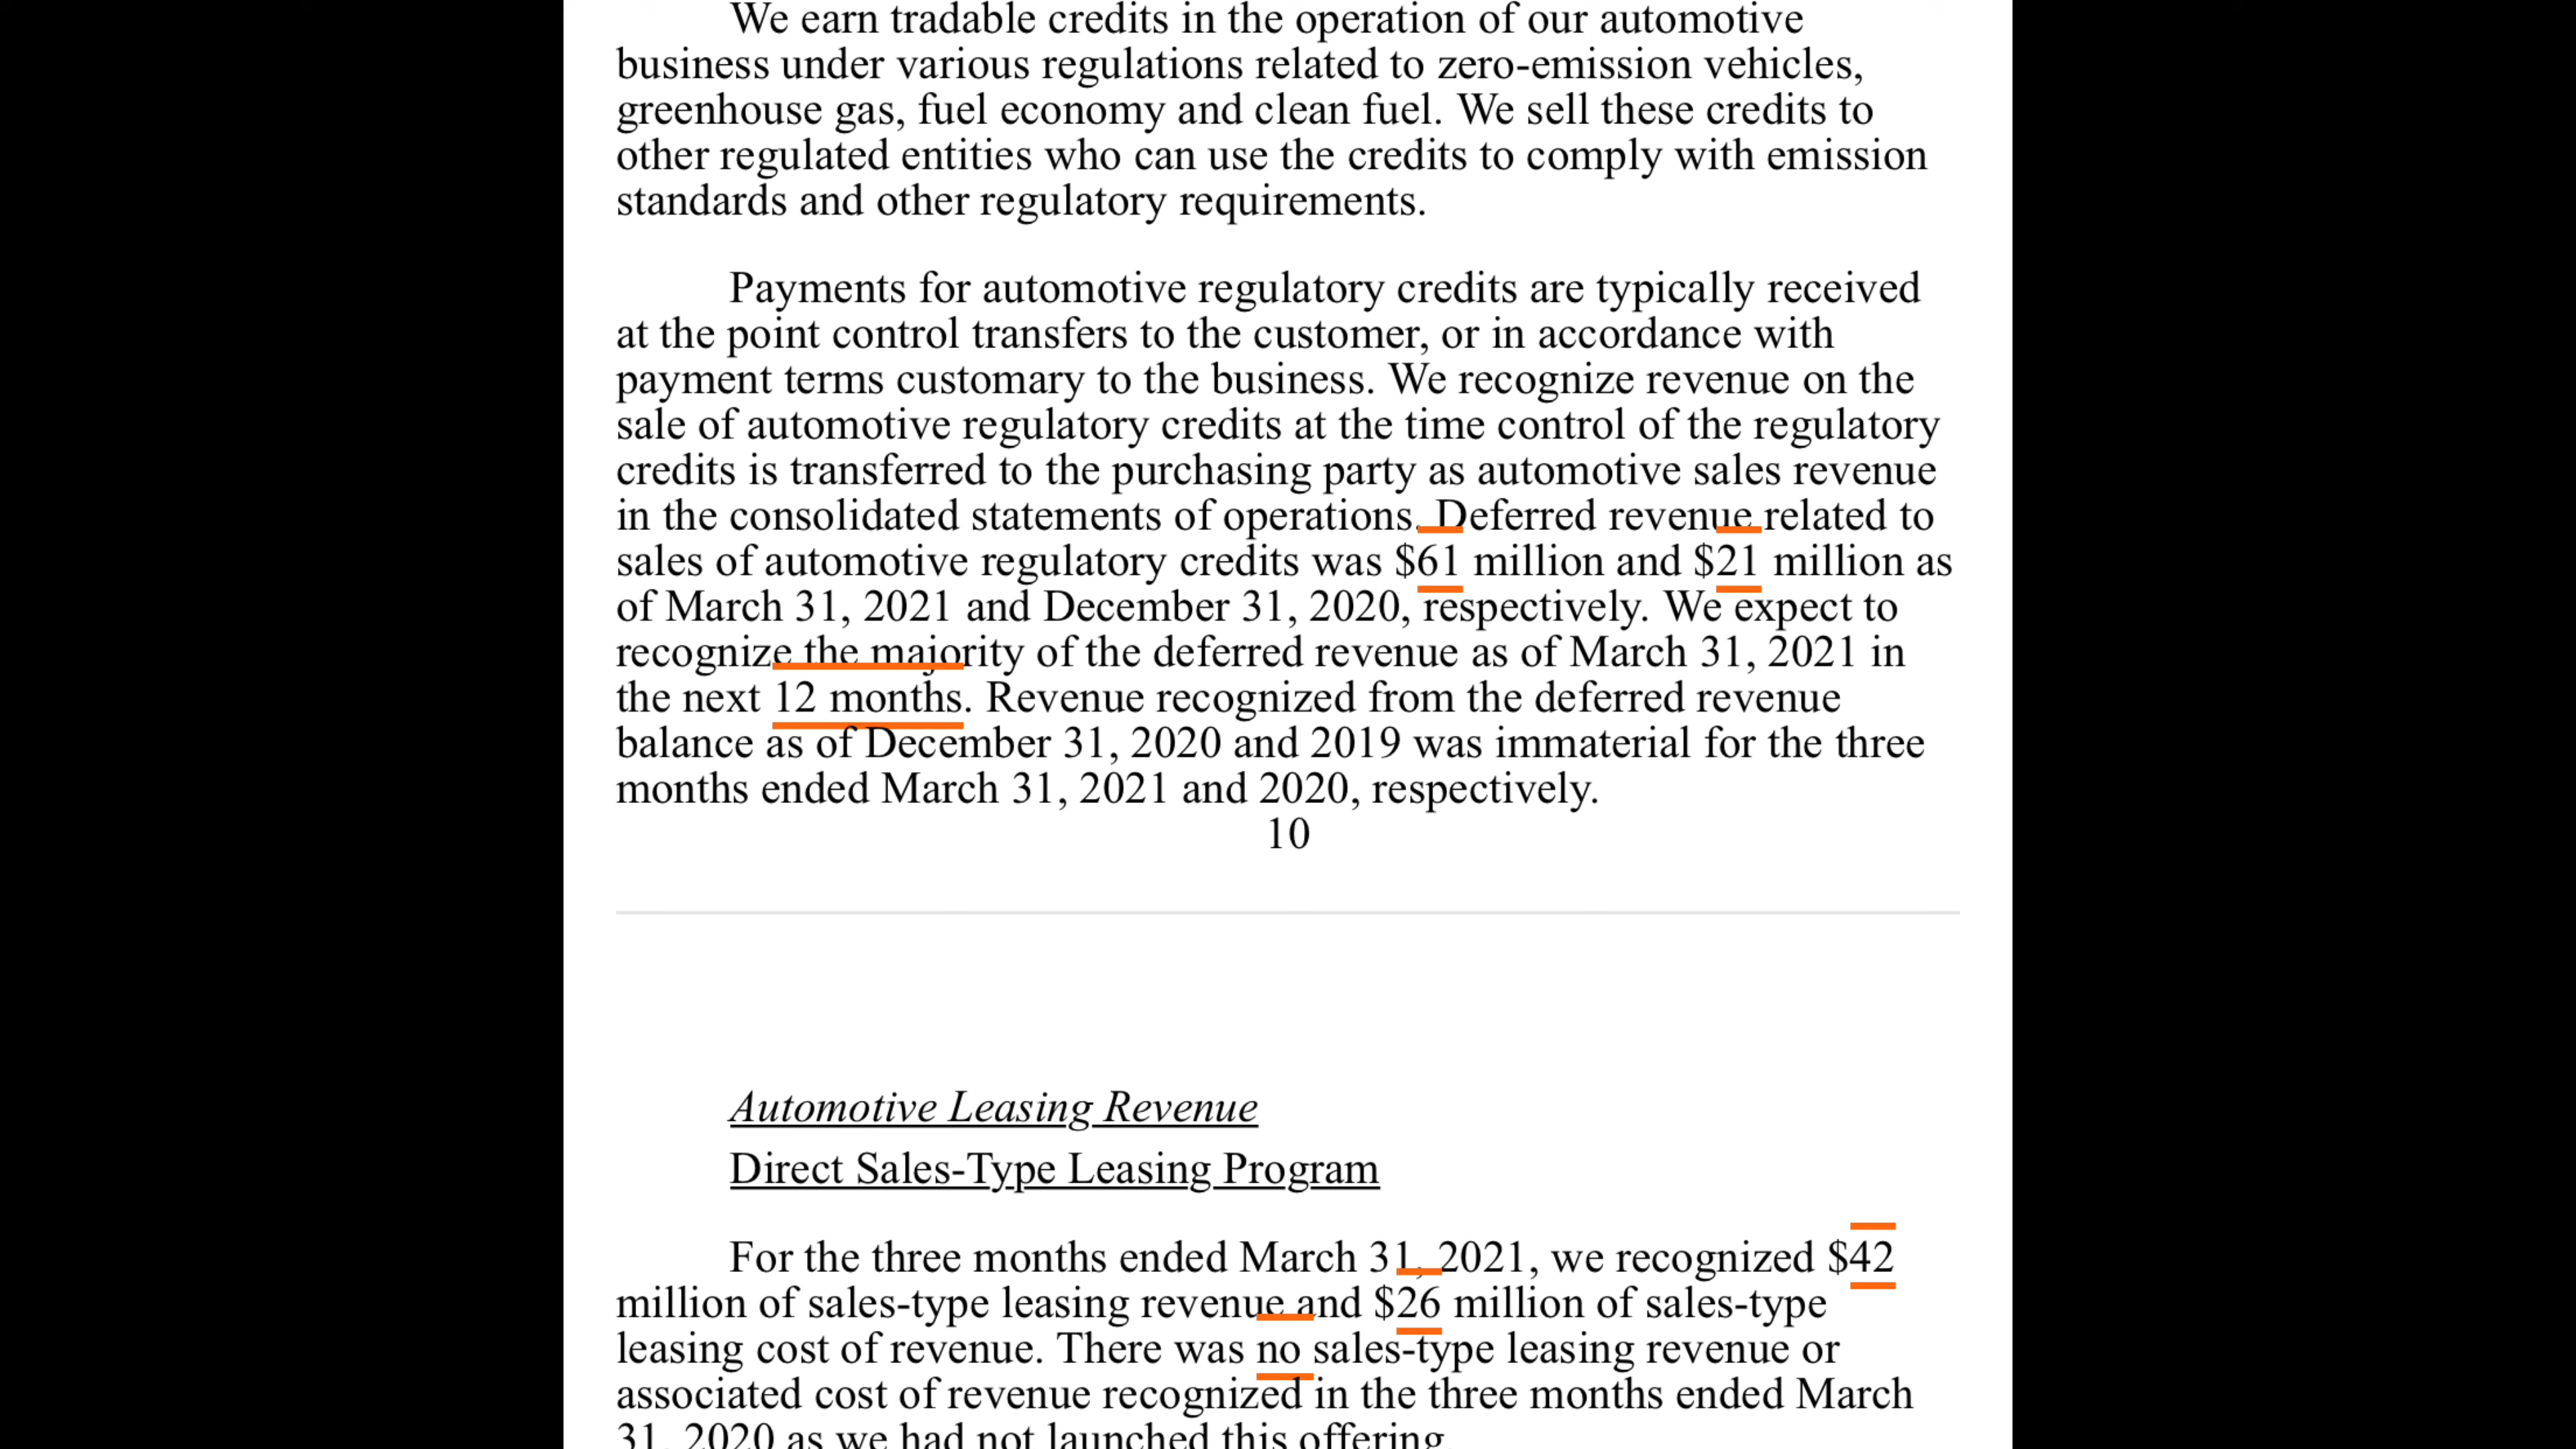 We earn tradable credits in the operation of our automotive
business under various regulations related to zero-emission vehicles,
greenhouse gas, fuel economy and clean fuel. We sell these credits to
other regulated entities who can use the credits to comply with emission
standards and other regulatory requirements.
Payments for automotive regulatory credits are typically received
at the point control transfers to the customer, or in accordance with
payment terms customary to the business. We recognize revenue on the
sale of automotive regulatory credits at the time control of the regulatory
credits is transferred to the purchasing party as automotive sales revenue
in the consolidated statements of operations. Deferred revenue related to
sales of automotive regulatory credits was $61 million and $21 million as
of March 31, 2021 and December 31, 2020, respectively. We expect to
recognize the majority of the deferred revenue as of March 31, 2021 in
the next 12 months. Revenue recognized from the deferred revenue
balance as of December 31, 2020 and 2019 was immaterial for the three
months ended March 31, 2021 and 2020, respectively.
10
Automotive Leasing Revenue
Direct Sales-Type Leasing Program
For the three months ended March 31, 2021, we recognized $42
million of sales-type leasing revenue and $26 million of sales-type
leasing cost of revenue. There was no sales-type leasing revenue or
associated cost of revenue recognized in the three months ended March
31, 2020 as we had not launched this offering.